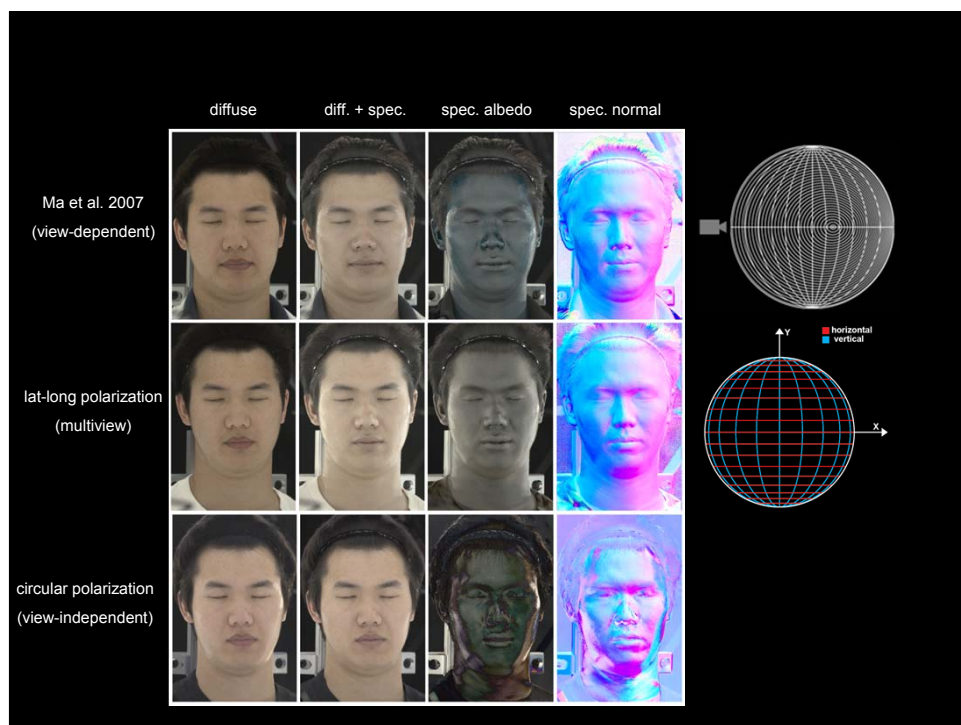 diffuse
diff. + spec.
spec. albedo
spec. normal
Ma et al. 2007
(view-dependent)
horizontal
vertical
Y
X
lat-long polarization
(multiview)
circular polarization
(view-independent)